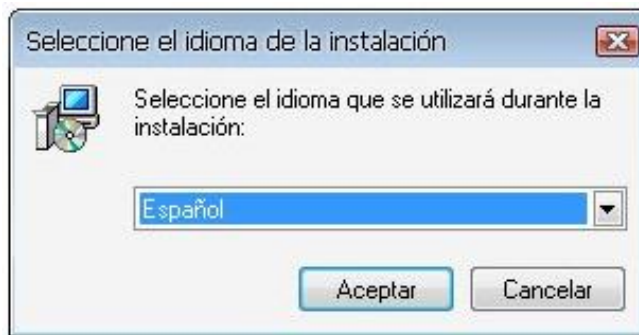 Seleccione el idioma de la instalación
Seleccione el idioma que se utilizará durante la
instalación:
Español
Aceptar
Cancelar